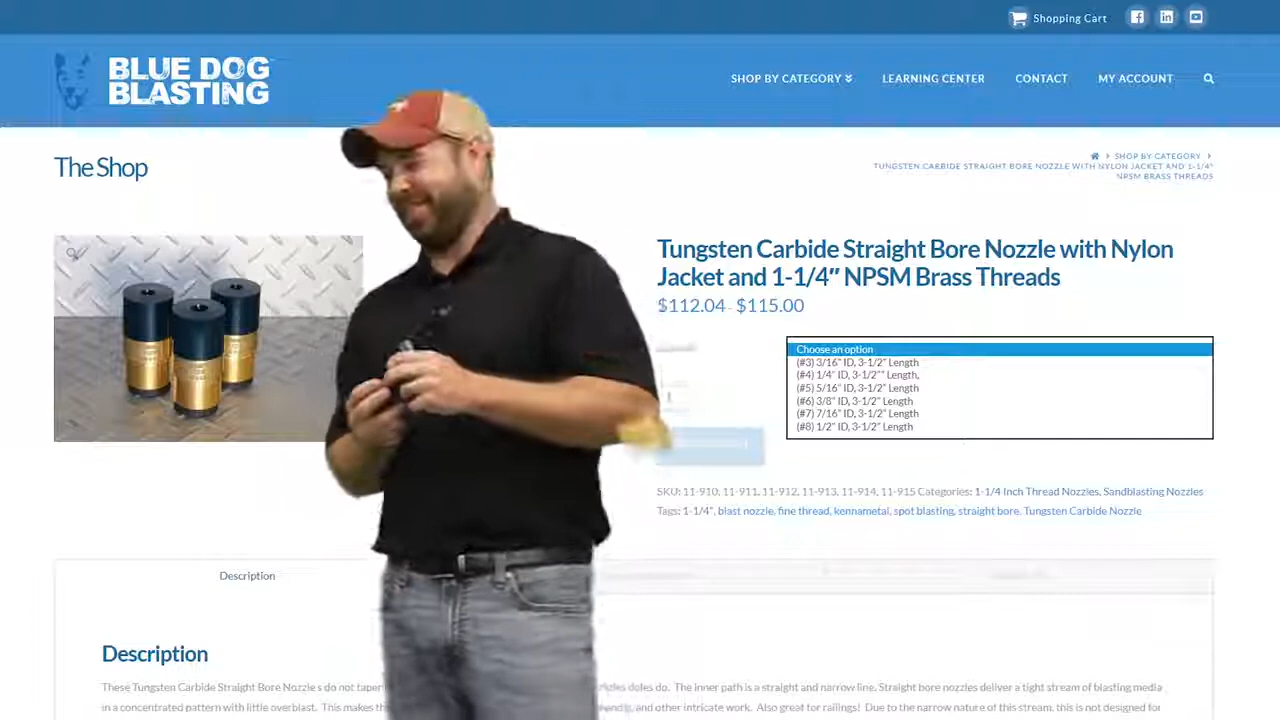 Shopping Cart
BLUE DOG
BLASTING
SHOP BY CATEGORY
LEARNING CENTER
CONTACT
MY ACCOUNT
The Shop
SHOP BY CATEGORY
TUNGSTEN CARBIDE STRAIGHT BORE NOZZLE WITH NYLON JACKET AND 1-1/4"
NPSM BRASS THREADS
Tungsten Carbide Straight Bore Nozzle with Nylon
Jacket and 1-1/4″ NPSM Brass Threads
$112.04 - $115.00
Choose an option
(#3) 3/16" ID, 3-1/2" Length
(#4) 1/4" ID, 3-1/2"" Length,
(#5) 5/16" ID, 3-1/2" Length
(#6) 3/8" ID, 3-1/2" Length
(#7) 7/16" ID, 3-1/2" Length
(#8) 1/2" ID, 3-1/2" Length
1
SKU: 11-910, 11-911, 11-912, 11-913, 11-914, 11-915 Categories: 1-1/4 Inch Thread Nozzles, Sandblasting Nozzles
Tags: 1-1/4", blast nozzle, fine thread, kennametal, spot blasting, straight bore, Tungsten Carbide Nozzle
Description
Description
These Tungsten Carbide Straight Bore Nozzle s do not taper do. The inner path is a straight and narrow line. Straight bore nozzles deliver a tight stream of blasting media
in a concentrated pattern with little overblast. This makes and other intricate work. Also great for railings! Due to the narrow nature of this stream, this is not designed for